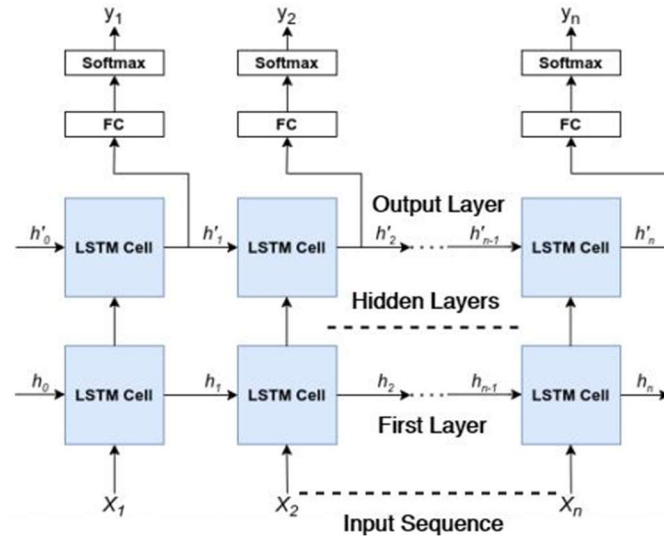 y1 y2 yn
Softmax Softmax Softmax
FC FC FC
Output Layer
h'0 LSTM Cell h'1 LSTM Cell h'2 h'n-1 LSTM Cell h'n
Hidden Layers
h0 LSTM Cell h1 LSTM Cell h2 hn-1 LSTM Cell hn
First Layer
X1 X2 Xn
Input Sequence